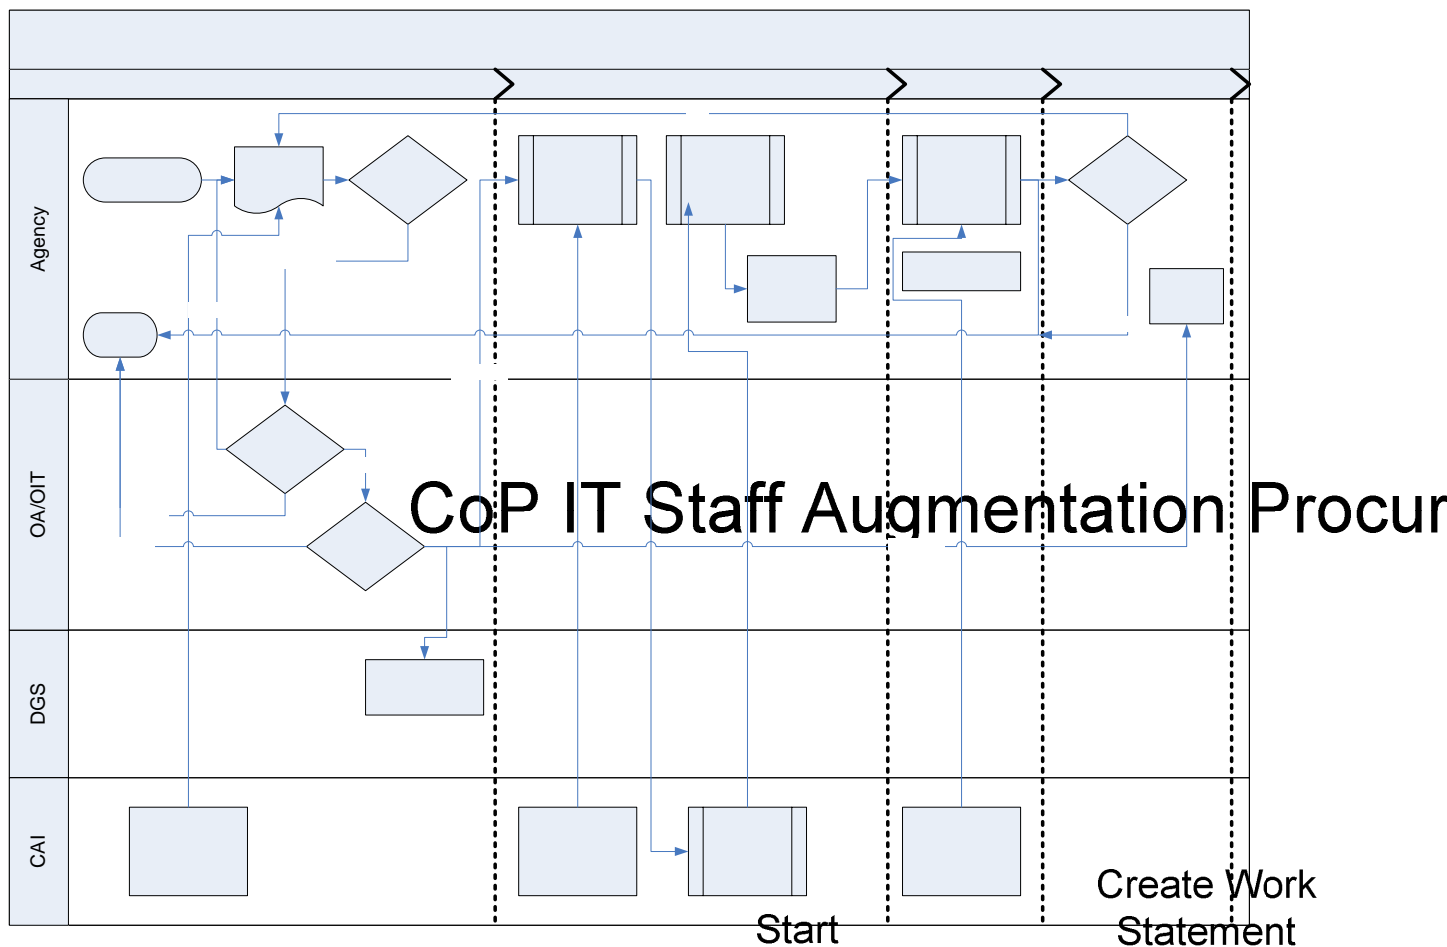 Agency
OA/OIT
CoP IT Staff Augmentation Procur
DGS
CAI
Create Work
Statement
Start